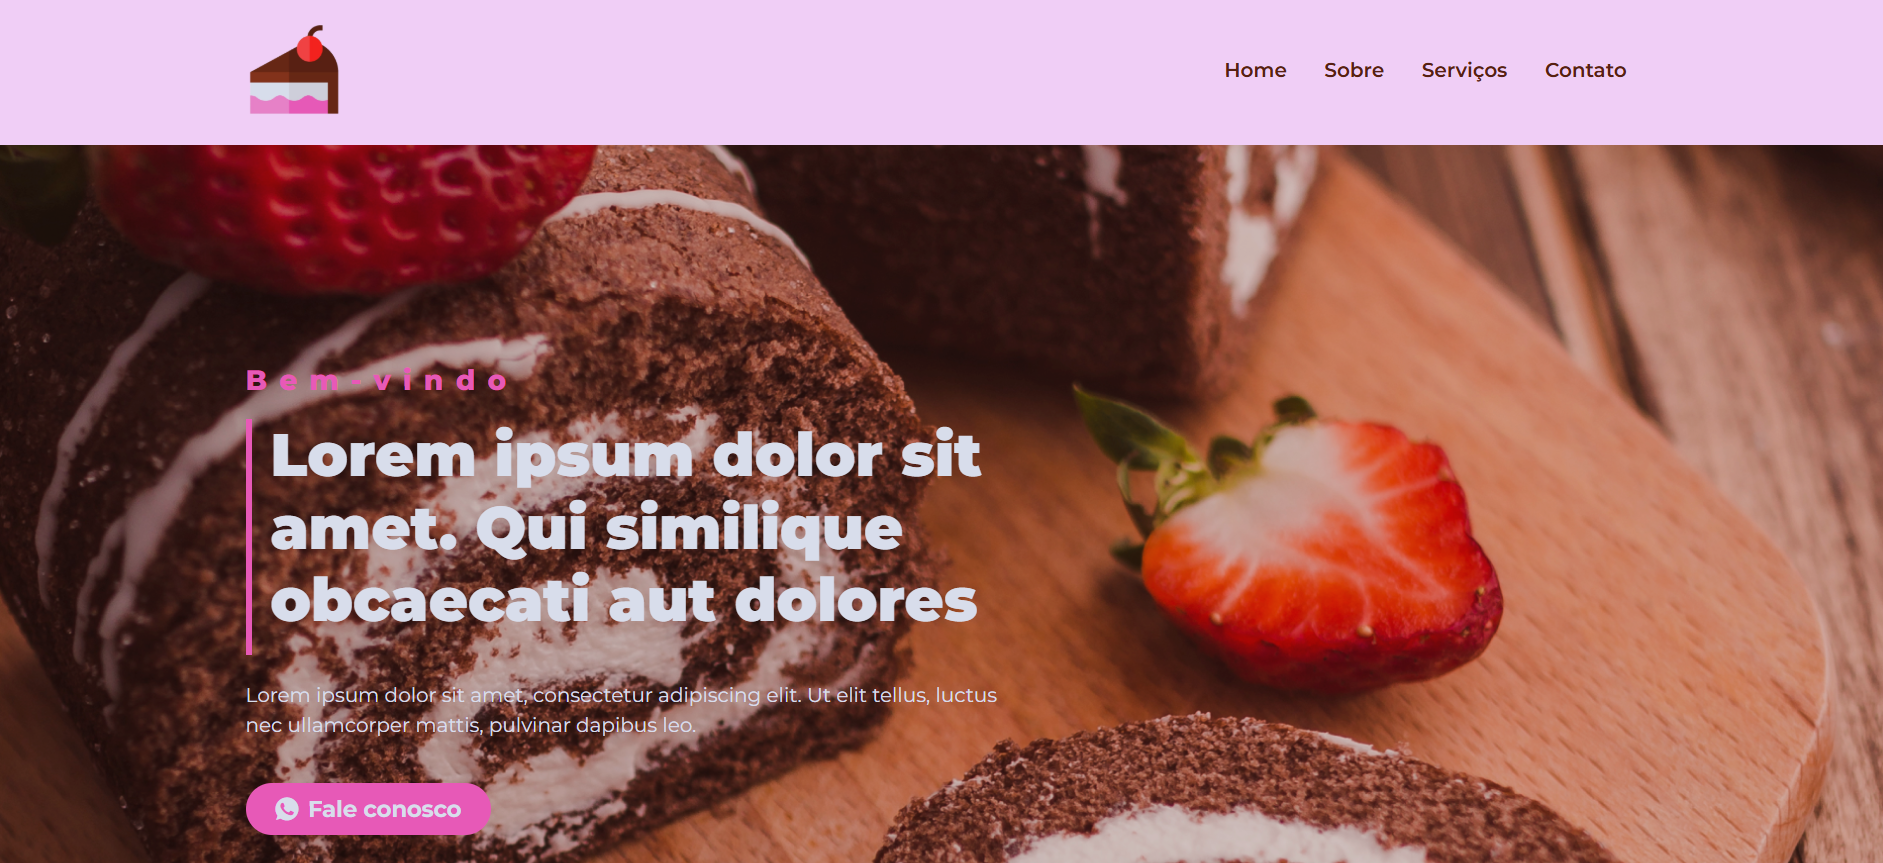 Home Sobre Serviços Contato
Bem-vindo
Lorem ipsum dolor sit
amet. Qui similique
obcaecati aut dolores
Lorem ipsum dolor sit amet, consectetur adipiscing elit. Ut elit tellus, luctus
nec ullamcorper mattis, pulvinar dapibus leo.
Fale conosco